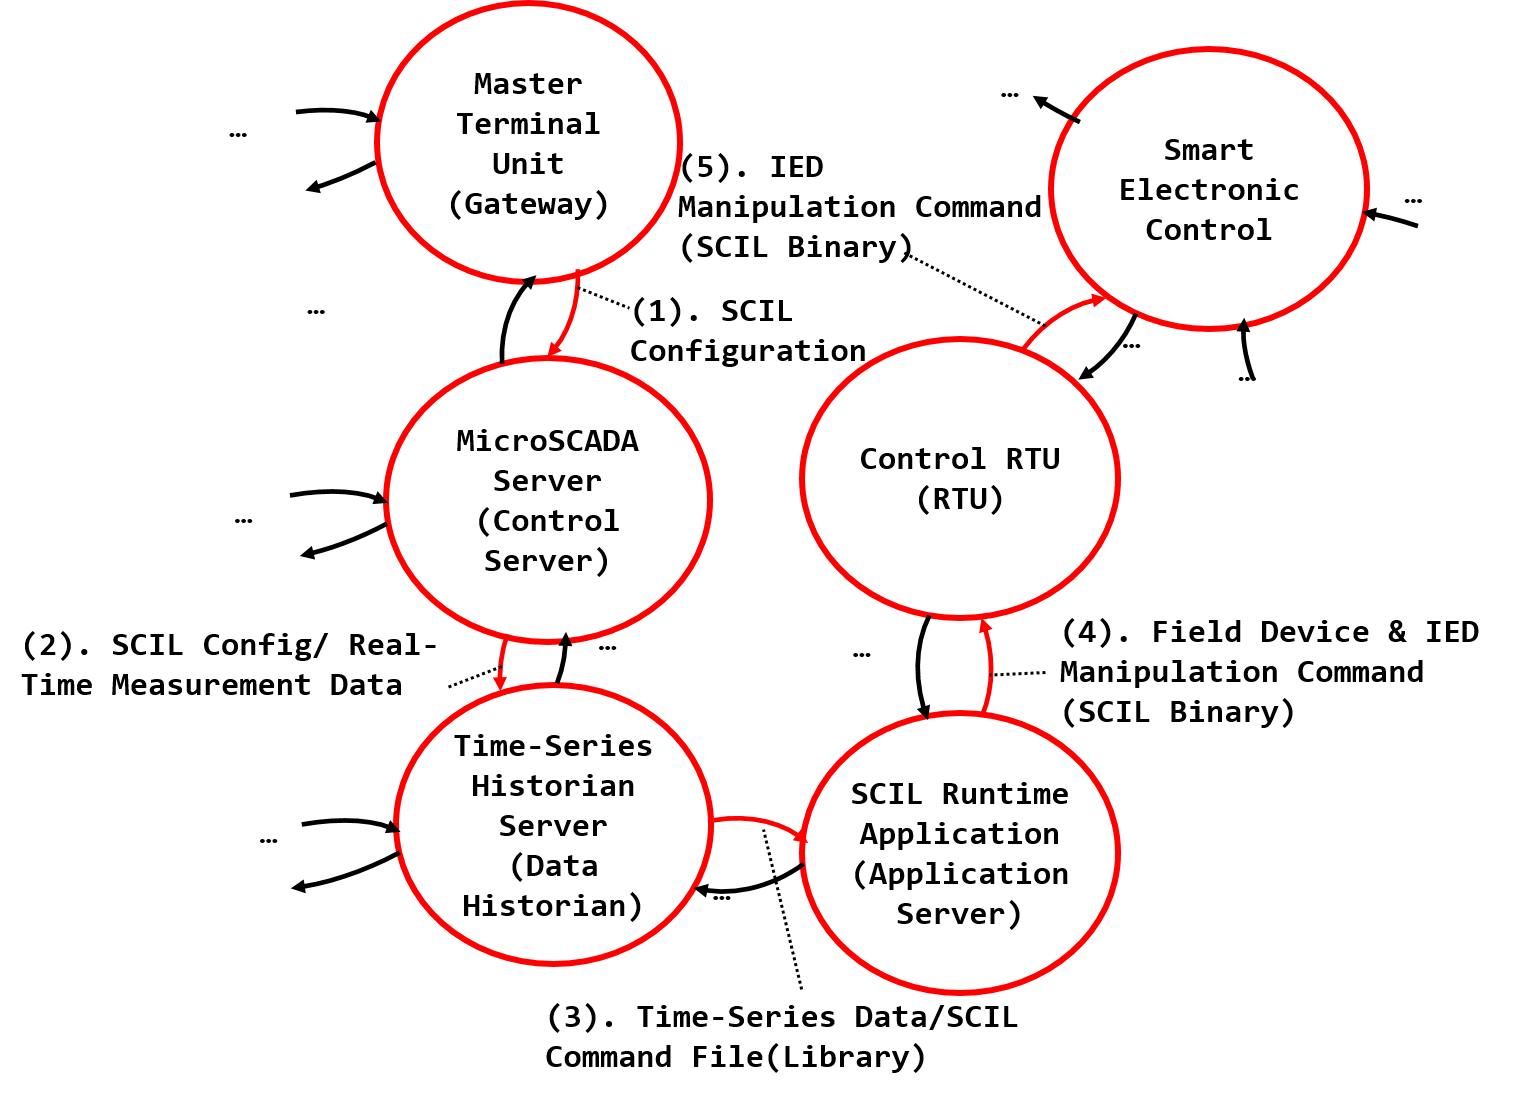 Master
Terminal
Unit
(Gateway)
...
(5). IED
Manipulation Command
(SCIL Binary)
...
Smart
Electronic
Control
...
...
(1). SCIL
Configuration
...
...
MicroSCADA
Server
(Control
Server)
...
Control RTU
(RTU)
(2). SCIL Config/ Real-
Time Measurement Data
...
...
(4). Field Device & IED
Manipulation Command
(SCIL Binary)
Time-Series
Historian
Server
(Data
Historian)
...
...
SCIL Runtime
Application
(Application
Server)
(3). Time-Series Data/SCIL
Command File(Library)